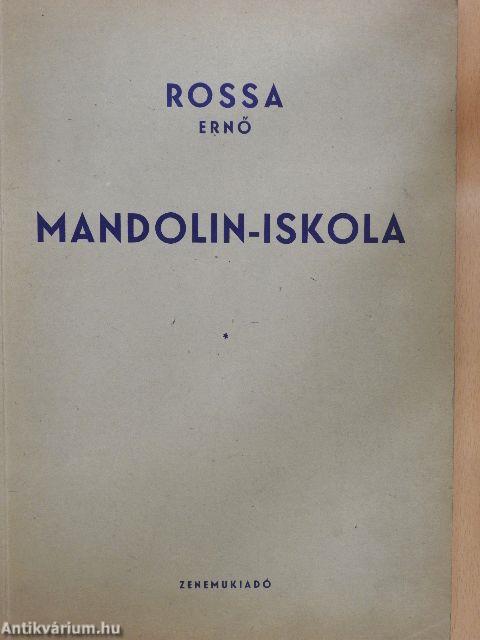 ROSSA
ERNŐ
MANDOLIN-ISKOLA
*
ZENEMUKIADÓ
Antikvárium.hu